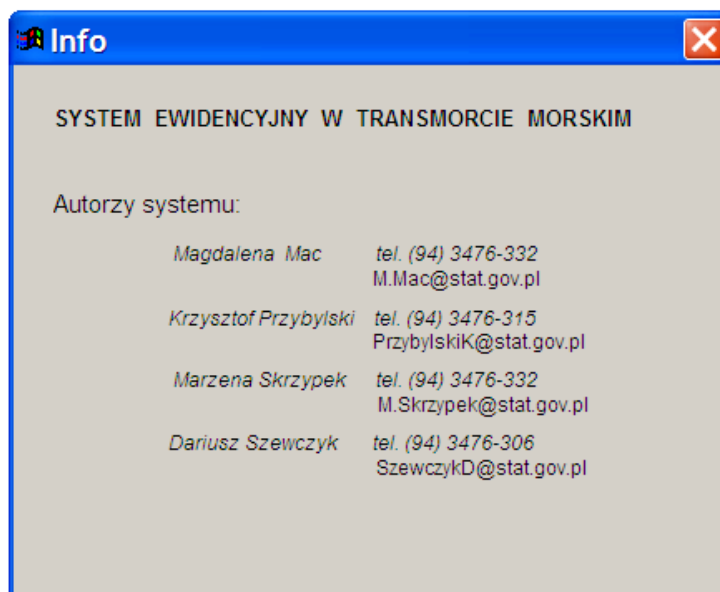 Info
SYSTEM EWIDENCYJNY W TRANSMORCIE MORSKIM
Autorzy systemu:
Magdalena Mac tel. (94) 3476-332
M.Mac@stat.gov.pl
Krzysztof Przybylski tel. (94) 3476-315
PrzybylskiK@stat.gov.pl
Marzena Skrzypek tel. (94) 3476-332
M.Skrzypek@stat.gov.pl
Dariusz Szewczyk tel. (94) 3476-306
SzewczykD@stat.gov.pl